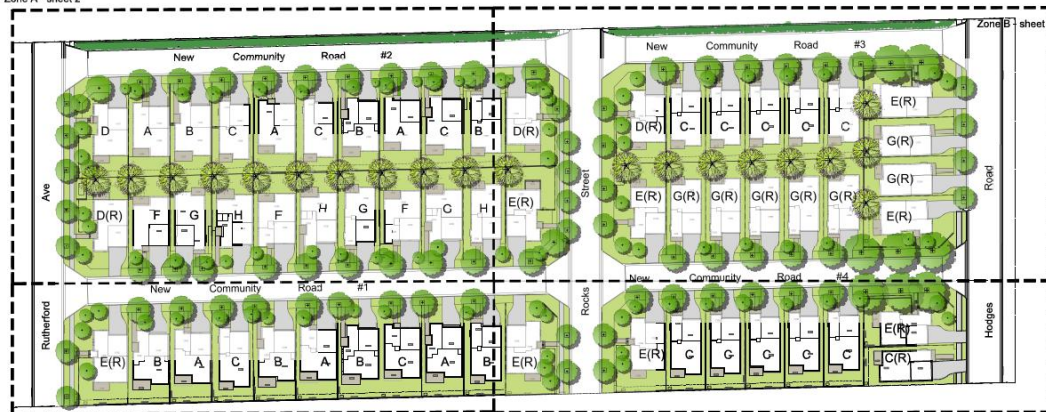 Zone A - sheet 2
Zone B - sheet
New Community Road #2
New Community Road #3
D A B C A C B A C B D(R)
D(R) C C C C C E(R)
G(R)
Ave
Street
Road
G(R)
D(R) F G H F H G F G H E(R)
E(R) G(R) G(R) G(R) G(R) G(R) E(R)
New Community Road #1
New Community Road #4
Rutherford
Rocks
Hodges
E(R) B A C B A B C A B E(R)
E(R) C C C C C E(R)
C(R)